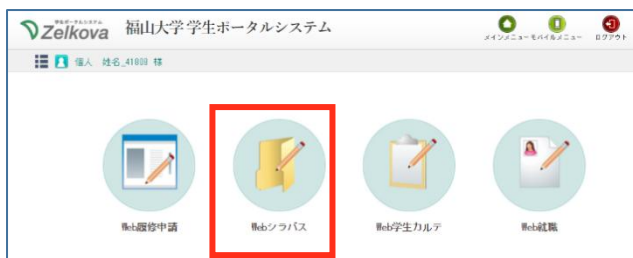 学生ポータルシステム
Zelkova 福山大学 学生ポータルシステム
メインメニュー モバイルメニュー ログアウト
個人 姓名_41808 様
Web履修申請 Webシラバス Web学生カルテ Web就職